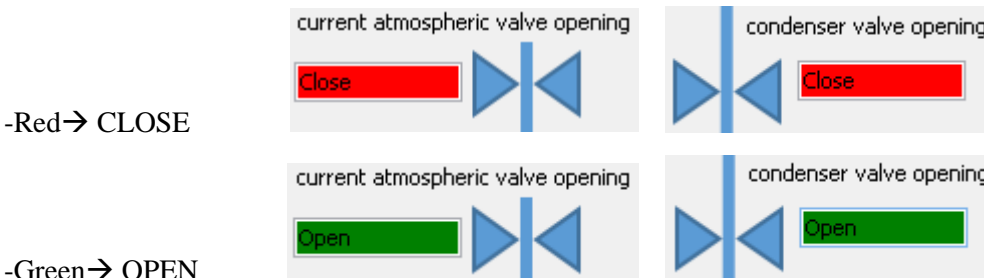 current atmospheric valve opening
condenser valve opening
Close
Close
-Red→ CLOSE
current atmospheric valve opening
condenser valve opening
Open
Open
-Green→ OPEN